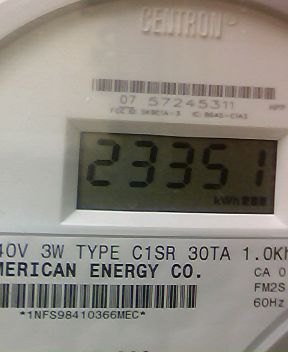 CENTRON
07 57245311
23351
kWh
40V 3W TYPE C1SR 30TA 1.0Kh
MERICAN ENERGY CO.
CA 0
FM2S
60Hz
*1NFS98410366MEC*